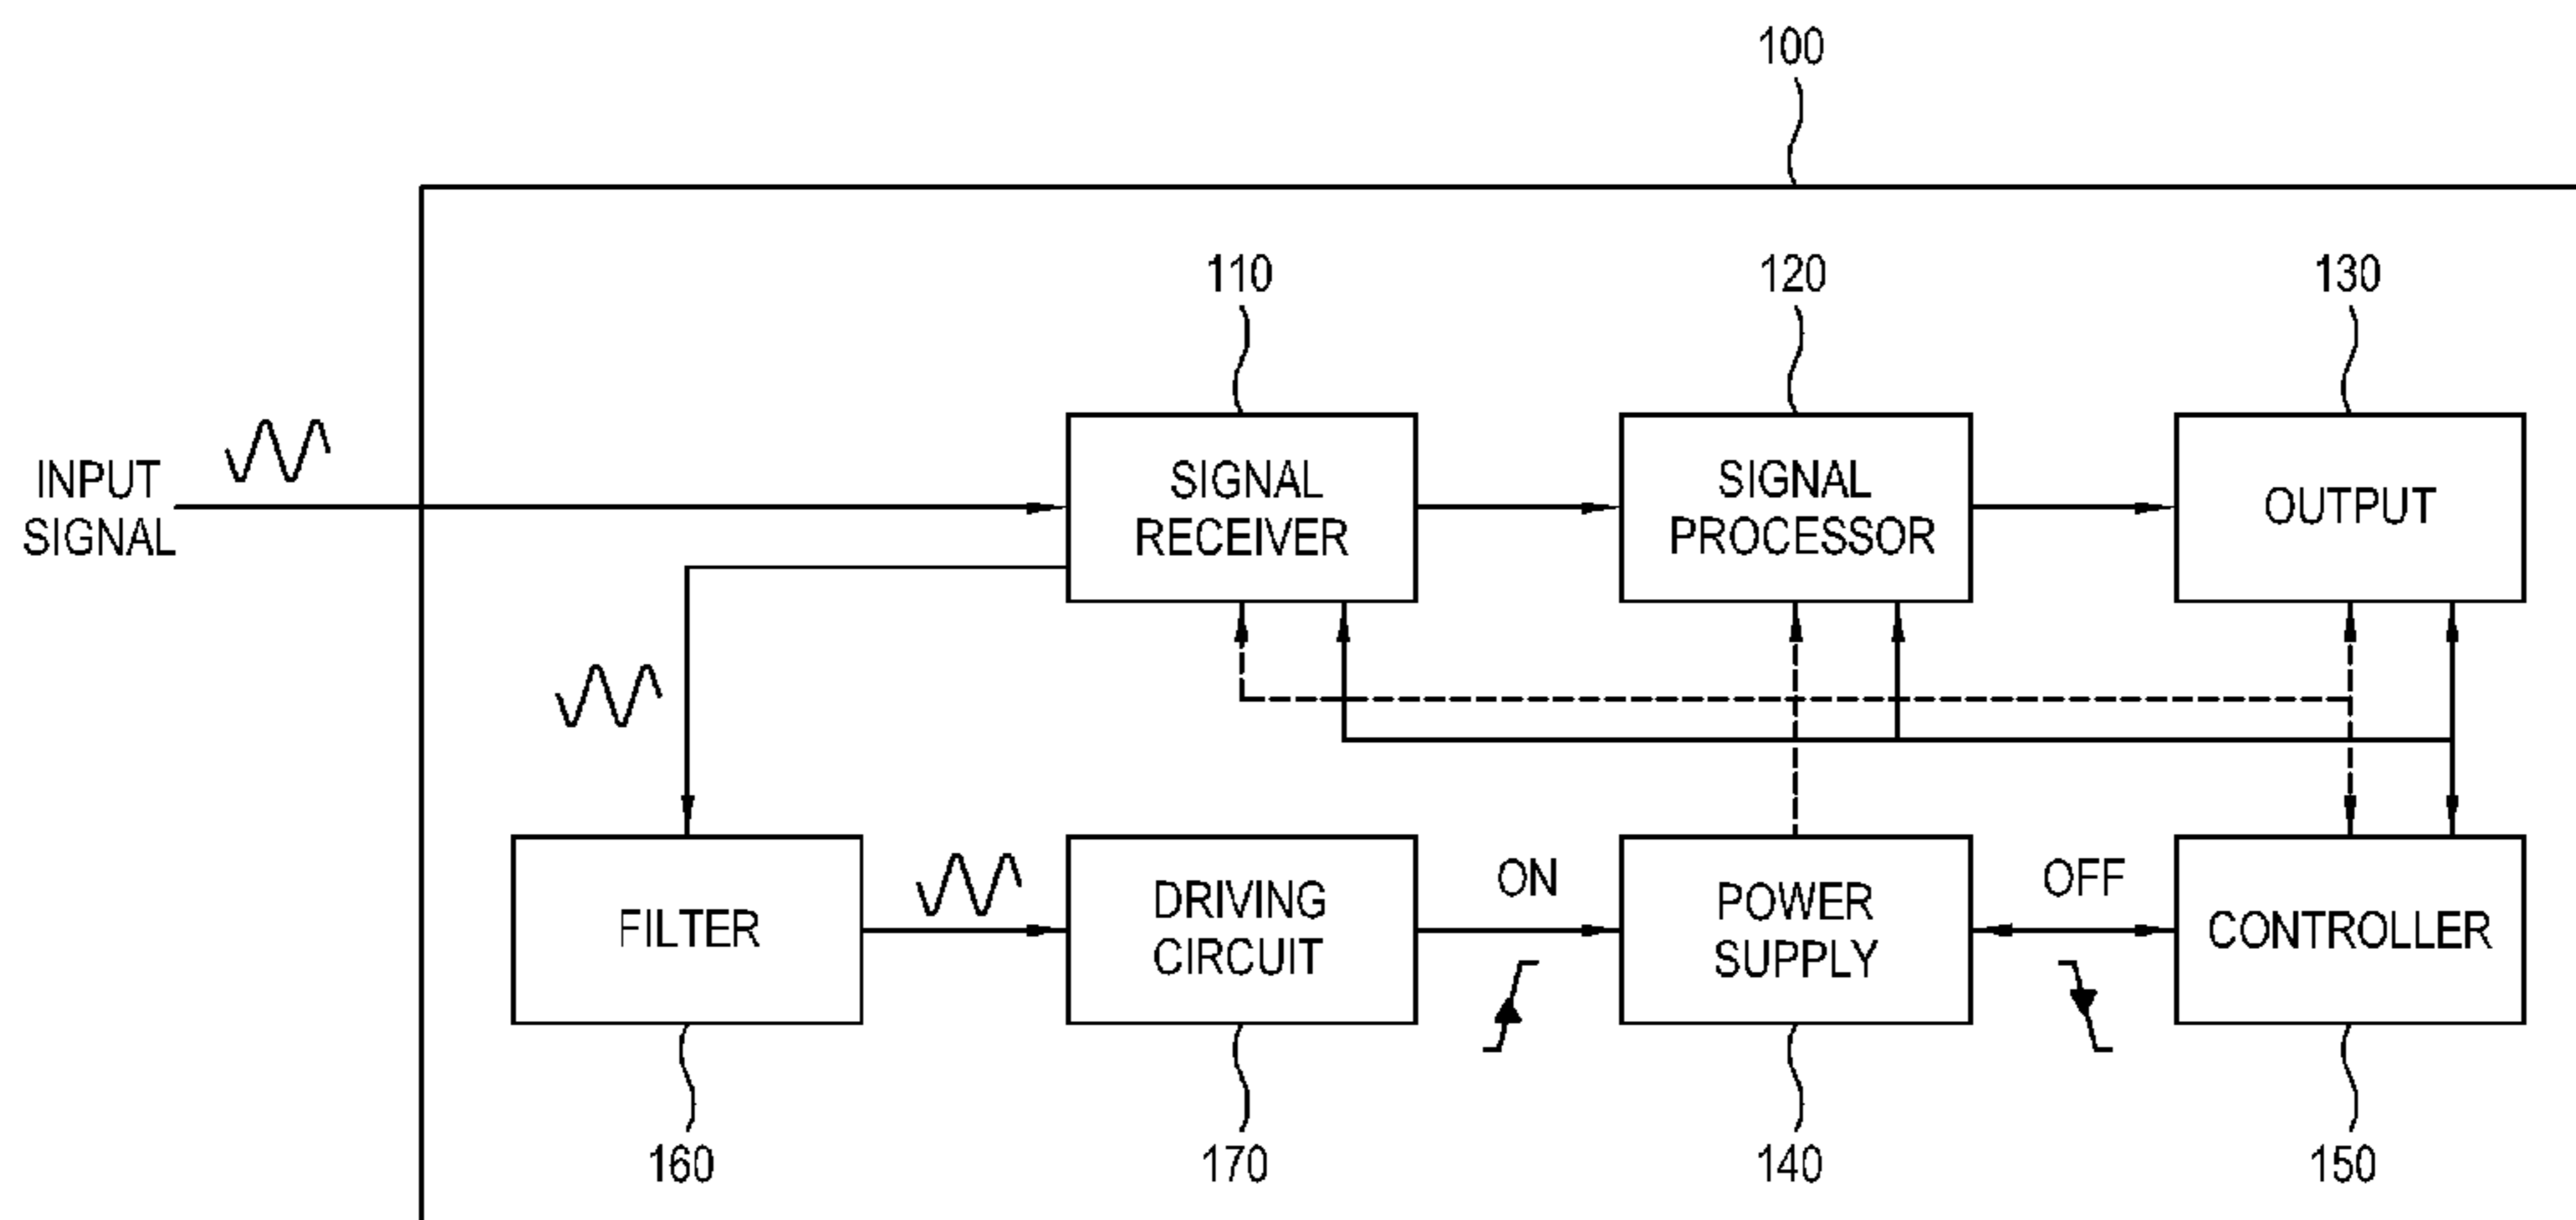 100
110
120
130
INPUT
SIGNAL
SIGNAL
RECEIVER
SIGNAL
PROCESSOR
OUTPUT
FILTER
DRIVING
CIRCUIT
ON
POWER
SUPPLY
OFF
CONTROLLER
160
170
140
150